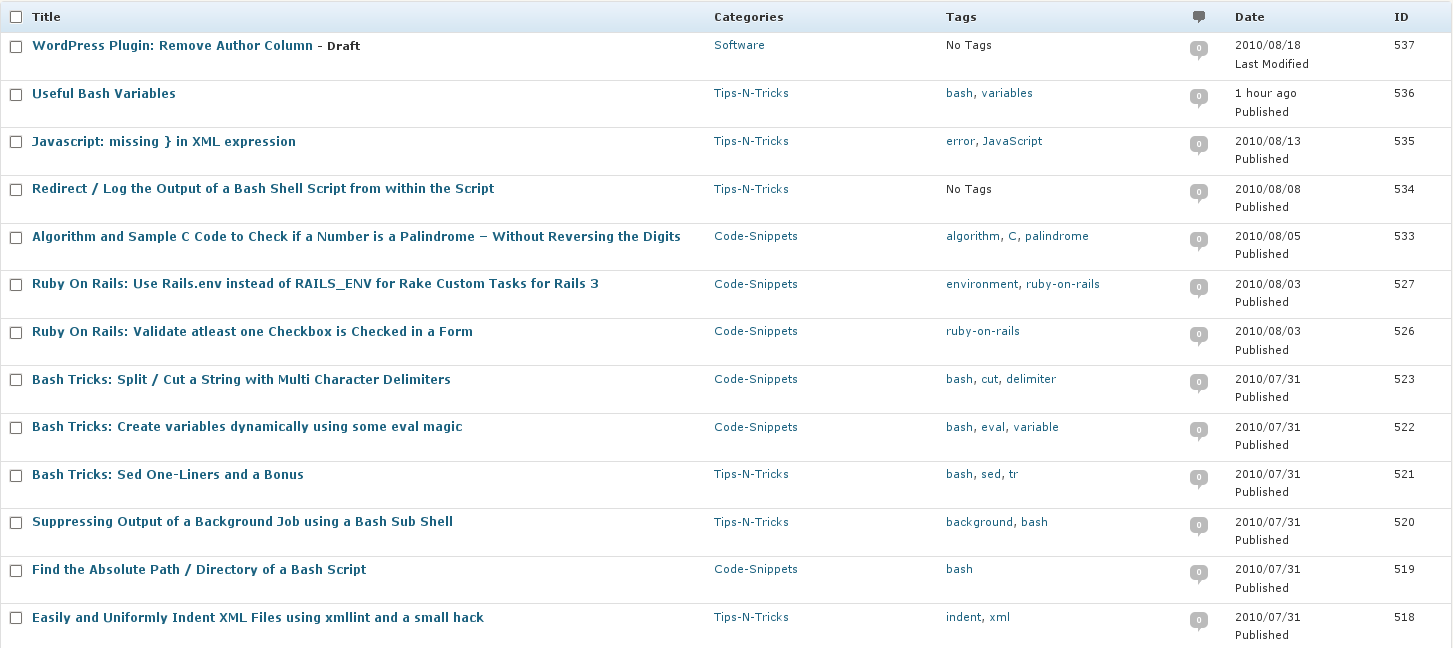 Title Categories Tags Date ID
WordPress Plugin: Remove Author Column - Draft Software No Tags 0 2010/08/18 537
Last Modified
Useful Bash Variables Tips-N-Tricks bash, variables 0 1 hour ago 536
Published
Javascript: missing } in XML expression Tips-N-Tricks error, JavaScript 0 2010/08/13 535
Published
Redirect / Log the Output of a Bash Shell Script from within the Script Tips-N-Tricks No Tags 0 2010/08/08 534
Published
Algorithm and Sample C Code to Check if a Number is a Palindrome – Without Reversing the Digits Code-Snippets algorithm, C, palindrome 0 2010/08/05 533
Published
Ruby On Rails: Use Rails.env instead of RAILS_ENV for Rake Custom Tasks for Rails 3 Code-Snippets environment, ruby-on-rails 0 2010/08/03 527
Published
Ruby On Rails: Validate atleast one Checkbox is Checked in a Form Code-Snippets ruby-on-rails 0 2010/08/03 526
Published
Bash Tricks: Split / Cut a String with Multi Character Delimiters Code-Snippets bash, cut, delimiter 0 2010/07/31 523
Published
Bash Tricks: Create variables dynamically using some eval magic Code-Snippets bash, eval, variable 0 2010/07/31 522
Published
Bash Tricks: Sed One-Liners and a Bonus Tips-N-Tricks bash, sed, tr 0 2010/07/31 521
Published
Suppressing Output of a Background Job using a Bash Sub Shell Tips-N-Tricks background, bash 0 2010/07/31 520
Published
Find the Absolute Path / Directory of a Bash Script Code-Snippets bash 0 2010/07/31 519
Published
Easily and Uniformly Indent XML Files using xmllint and a small hack Tips-N-Tricks indent, xml 0 2010/07/31 518
Published